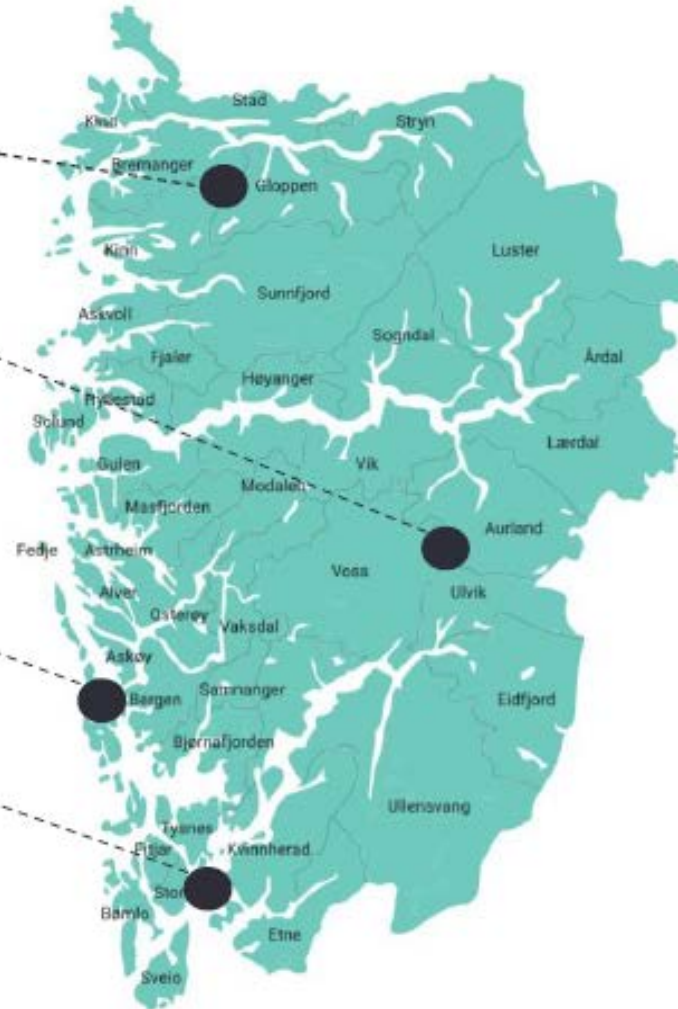 Stad
Kinn
Stryn
Bremanger
Gloppen
Kinn
Luster
Sunnfjord
Askvoll
Sogndal
Fjaler
Årdal
Høyanger
Hyllestad
Solund
Lærdal
Gulen
Vik
Modalen
Masfjorden
Aurland
Fedje
Austrheim
Voss
Alver
Ulvik
Osterøy
Vaksdal
Askøy
Samnanger
Eidfjord
Bergen
Bjørnafjorden
Ullensvang
Tysnes
Fitjar
Kvinnherad
Stor
Bømlo
Etne
Sveio